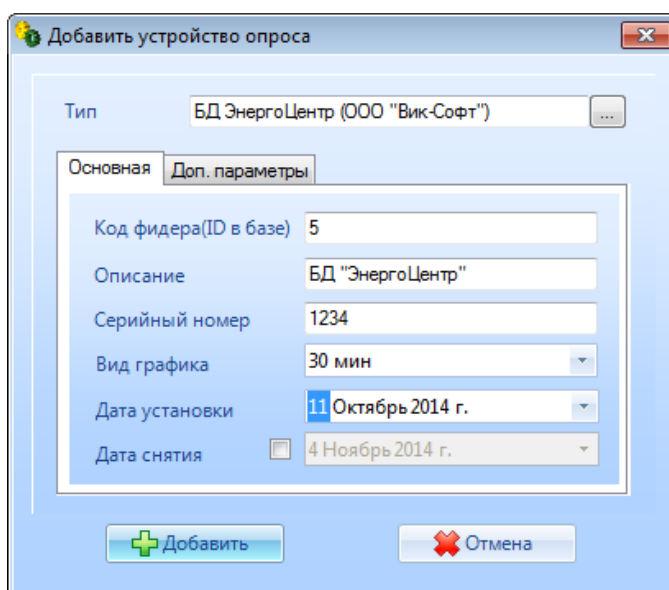 Добавить устройство опроса
Тип БД ЭнергоЦентр (ООО "Вик-Софт") ...
Основная Доп. параметры
Код фидера(ID в базе) 5
Описание БД "ЭнергоЦентр"
Серийный номер 1234
Вид графика 30 мин
Дата установки 11 Октябрь 2014 г.
Дата снятия 4 Ноябрь 2014 г.
Добавить Отмена